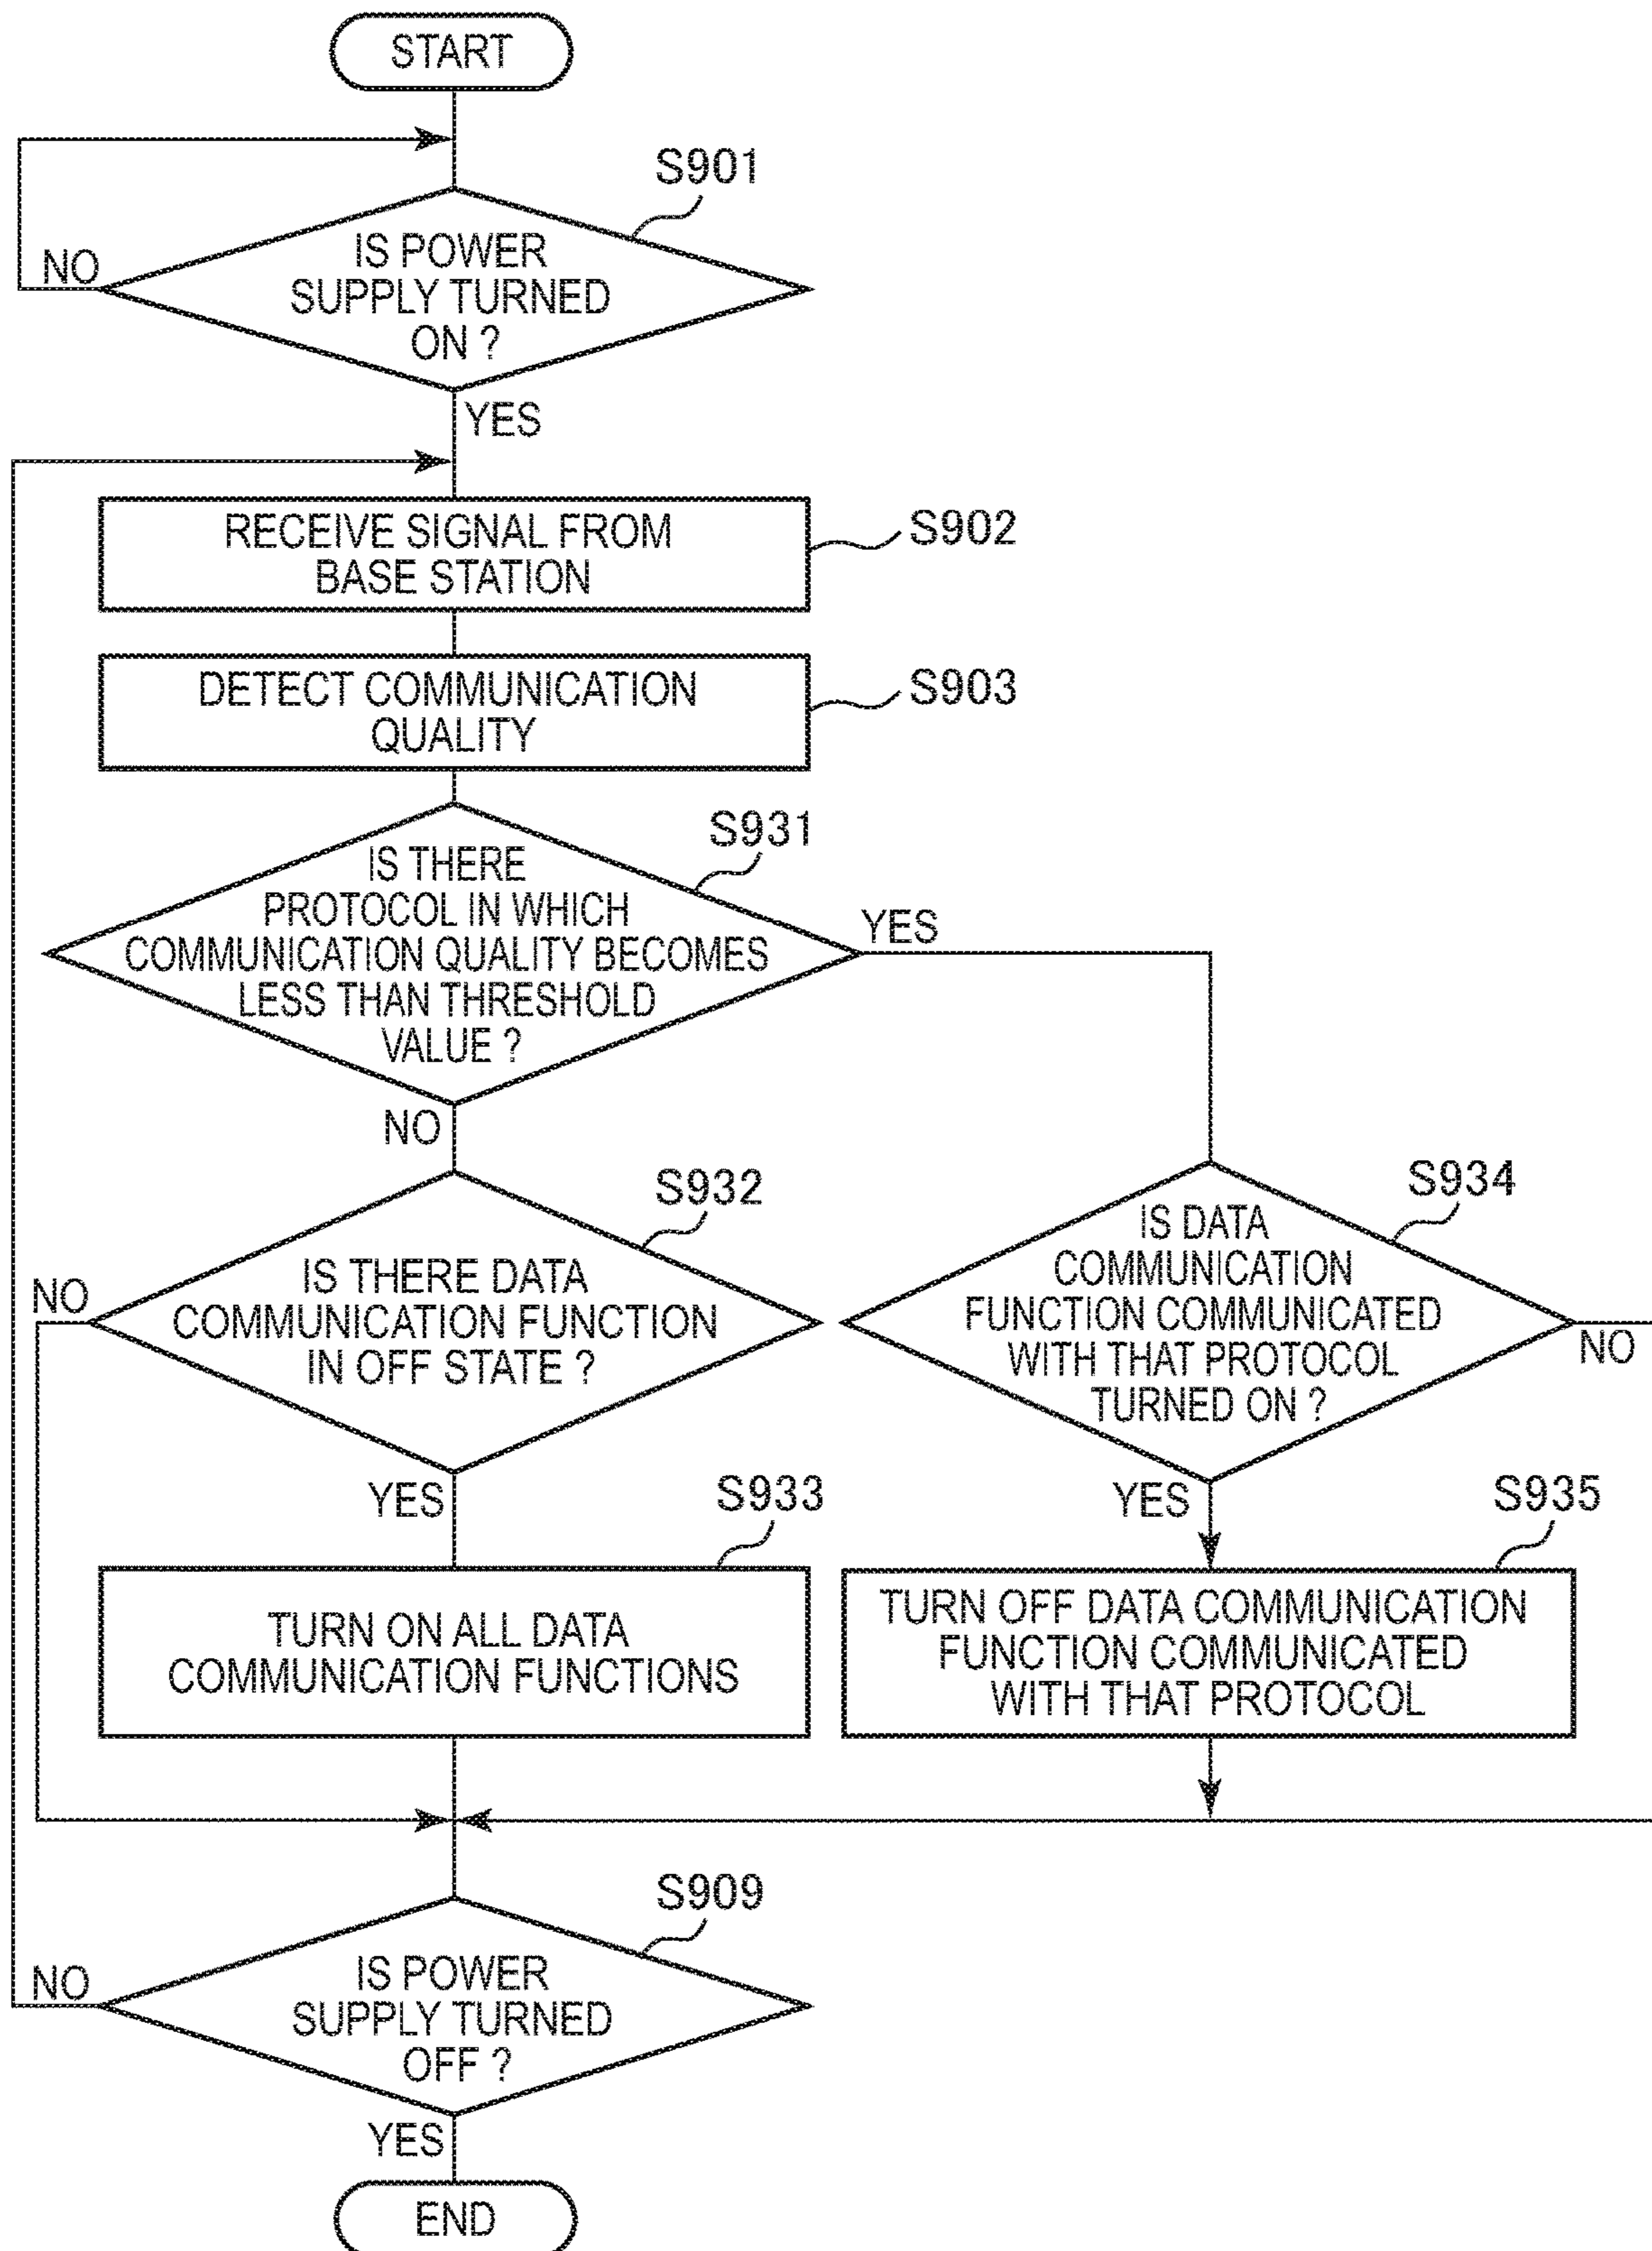 START
S901
IS POWER
SUPPLY TURNED
ON ?
NO
YES
RECEIVE SIGNAL FROM
BASE STATION
S902
DETECT COMMUNICATION
QUALITY
S903
S931
IS THERE
PROTOCOL IN WHICH
COMMUNICATION QUALITY BECOMES
LESS THAN THRESHOLD
VALUE ?
YES
NO
S932
IS THERE DATA
COMMUNICATION FUNCTION
IN OFF STATE ?
NO
YES
S934
IS DATA
COMMUNICATION
FUNCTION COMMUNICATED
WITH THAT PROTOCOL
TURNED ON ?
NO
YES
S933
TURN ON ALL DATA
COMMUNICATION FUNCTIONS
S935
TURN OFF DATA COMMUNICATION
FUNCTION COMMUNICATED
WITH THAT PROTOCOL
S909
IS POWER
SUPPLY TURNED
OFF ?
NO
YES
END